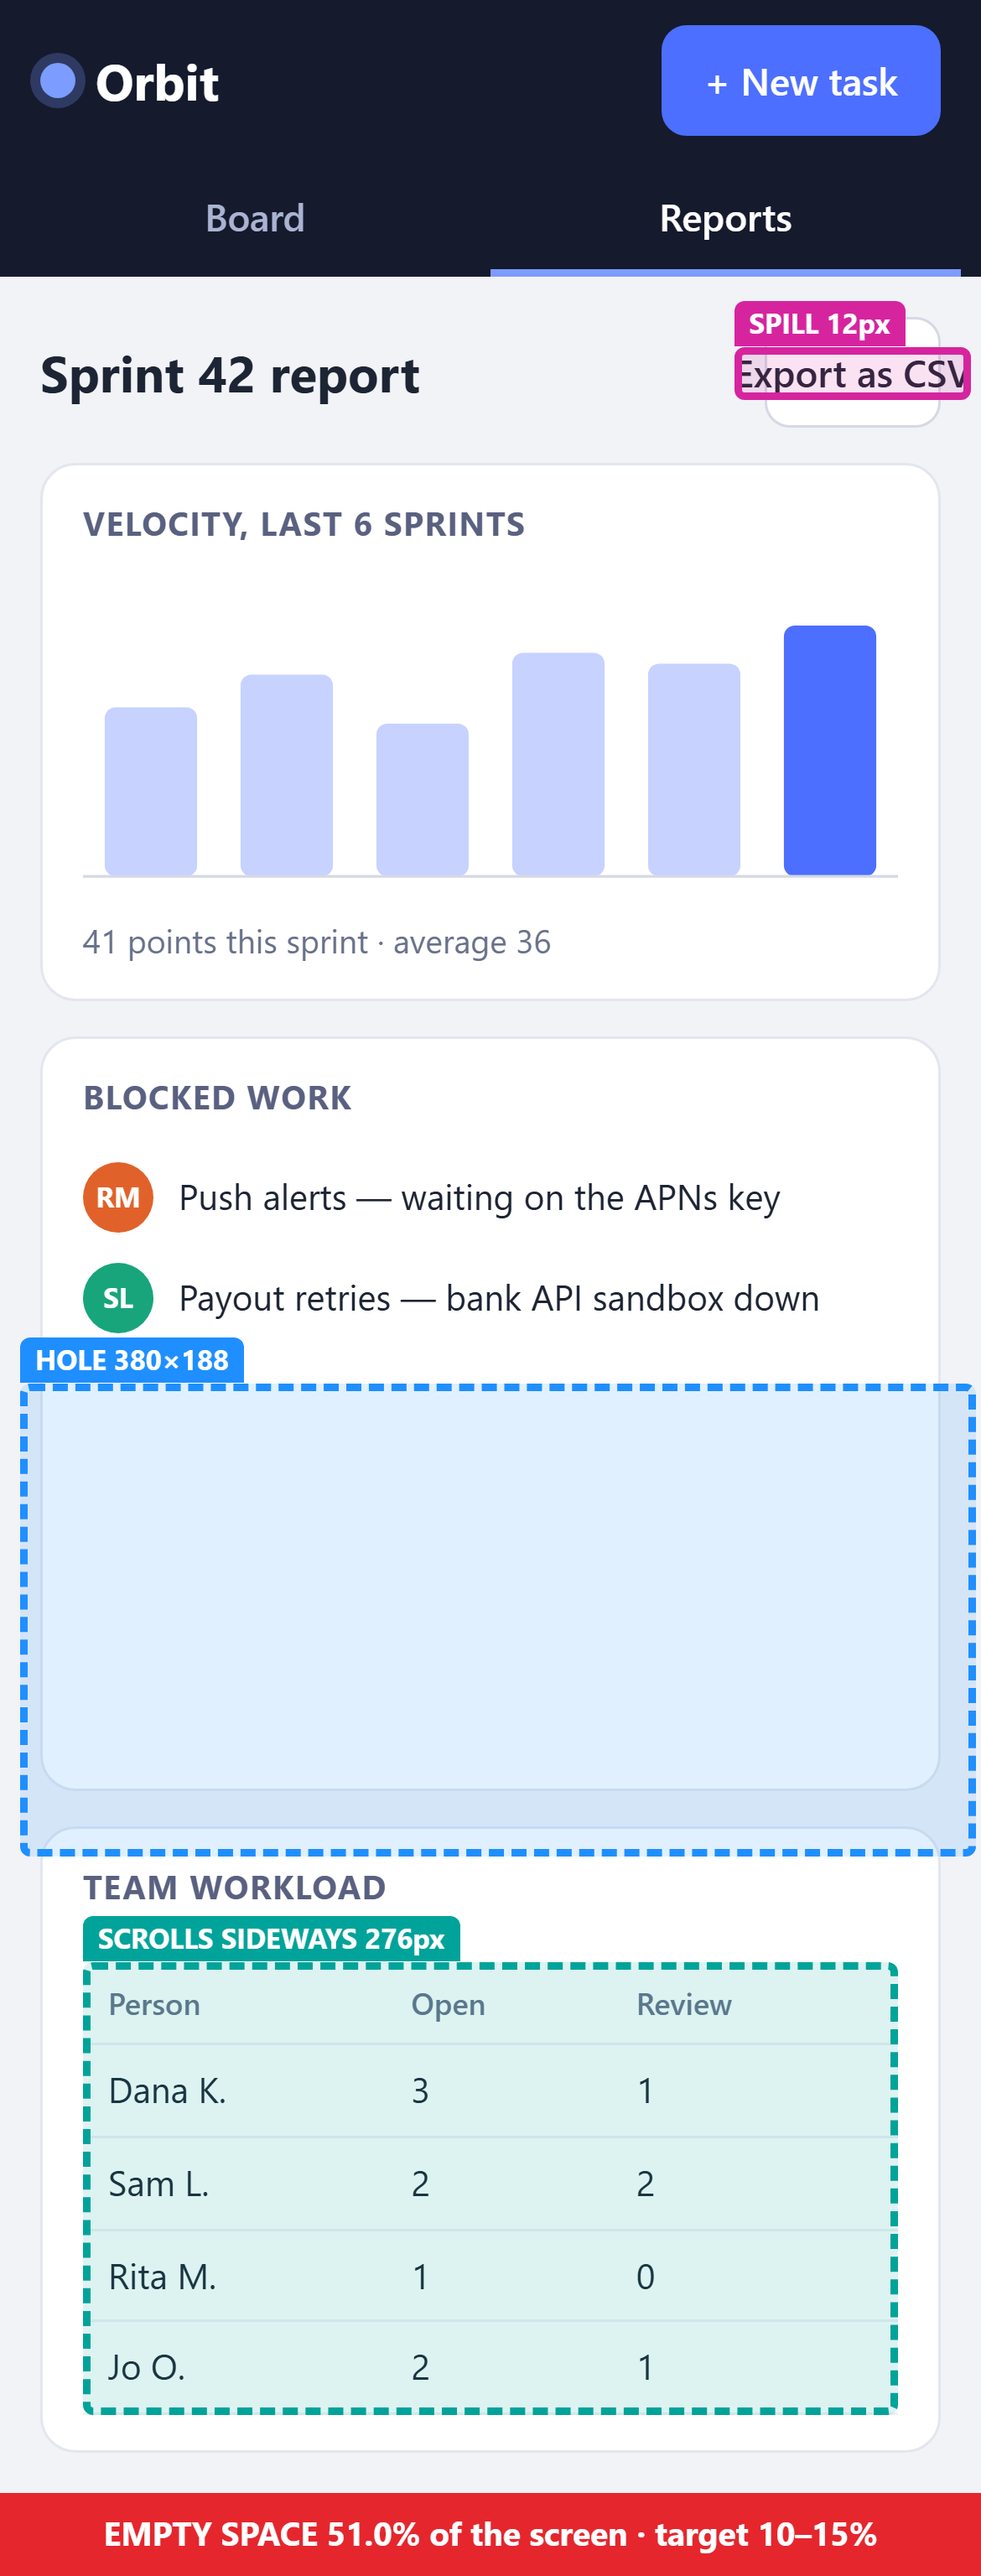 Orbit
+ New task
Board
Reports
SPILL 12px
Sprint 42 report
Export as CSV
VELOCITY, LAST 6 SPRINTS
41 points this sprint · average 36
BLOCKED WORK
RM
Push alerts — waiting on the APNs key
SL
Payout retries — bank API sandbox down
HOLE 380×188
TEAM WORKLOAD
SCROLLS SIDEWAYS 276px
Person Open Review
Dana K. 3 1
Sam L. 2 2
Rita M. 1 0
Jo O. 2 1
EMPTY SPACE 51.0% of the screen · target 10–15%